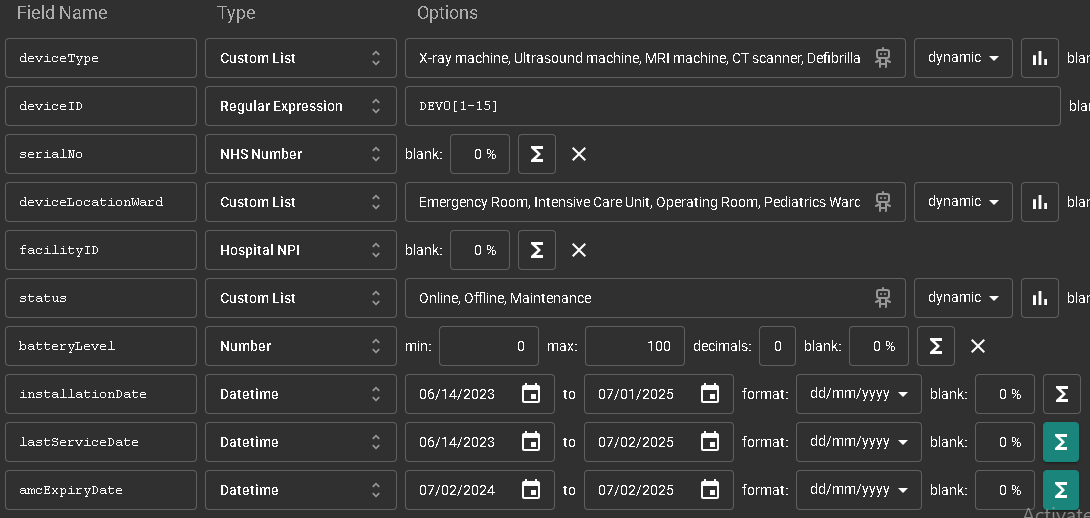 Field Name Type Options
deviceType Custom List X-ray machine, Ultrasound machine, MRI machine, CT scanner, Defibrilla dynamic blan
deviceID Regular Expression DEV0[1-15] blan
serialNo NHS Number blank: 0 % Σ
deviceLocationWard Custom List Emergency Room, Intensive Care Unit, Operating Room, Pediatrics Ward dynamic blan
facilityID Hospital NPI blank: 0 % Σ
status Custom List Online, Offline, Maintenance dynamic blan
batteryLevel Number min: 0 max: 100 decimals: 0 blank: 0 % Σ
installationDate Datetime 06/14/2023 to 07/01/2025 format: dd/mm/yyyy blank: 0 % Σ
lastServiceDate Datetime 06/14/2023 to 07/02/2025 format: dd/mm/yyyy blank: 0 % Σ
amcExpiryDate Datetime 07/02/2024 to 07/02/2025 format: dd/mm/yyyy blank: 0 % Σ
Activate